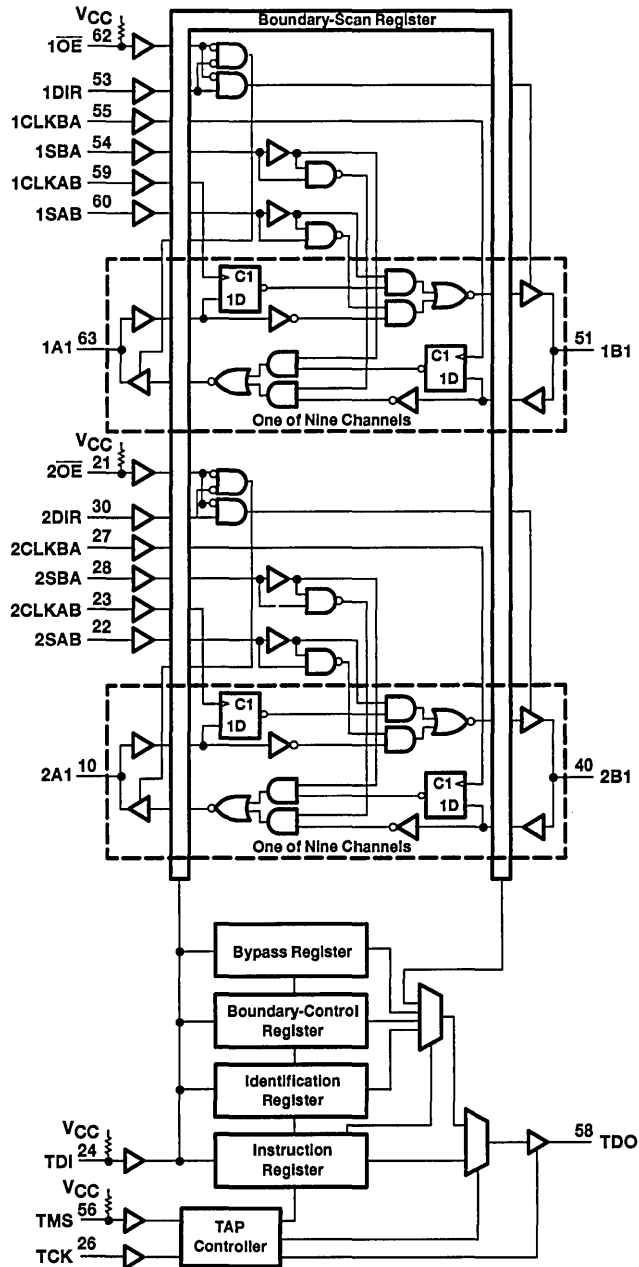 Boundary-Scan Register
VCC
1OE 62
1DIR 53
1CLKBA 55
1SBA 54
1CLKAB 59
1SAB 60
C1
1D
1A1 63
51 1B1
C1
1D
One of Nine Channels
VCC
2OE 21
2DIR 30
2CLKBA 27
2SBA 28
2CLKAB 23
2SAB 22
C1
1D
2A1 10
40 2B1
C1
1D
One of Nine Channels
Bypass Register
Boundary-Control
Register
Identification
Register
VCC
TDI 24
Instruction
Register
58 TDO
VCC
TMS 56
TAP
Controller
TCK 26